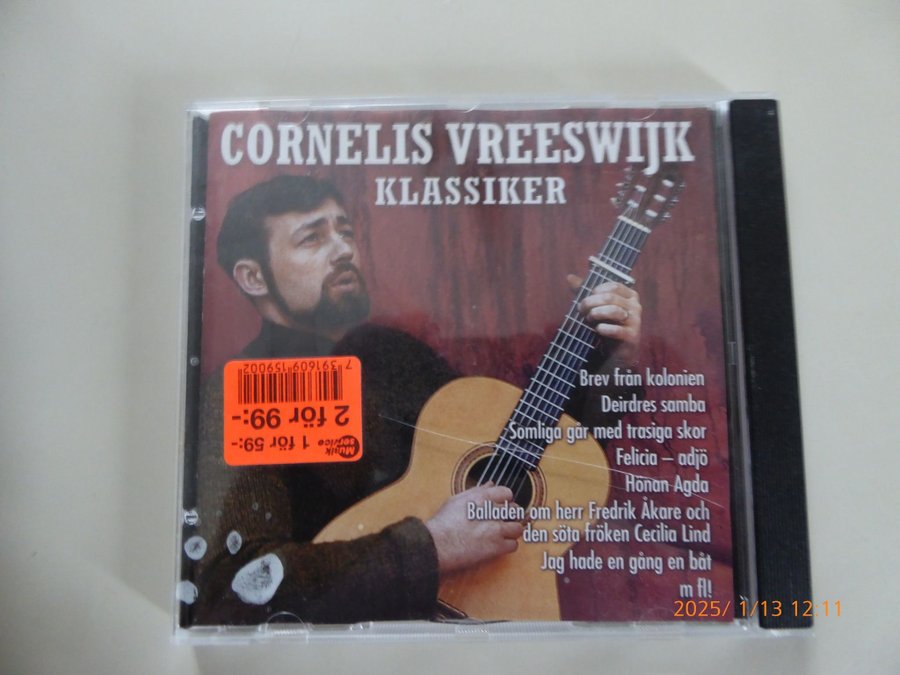 CORNELIS VREESWIJK
KLASSIKER
Brev från kolonien
Deirdres samba
Somliga går med trasiga skor
Felicia – adjö
Hönan Agda
Balladen om herr Fredrik Åkare och
den söta fröken Cecilia Lind
Jag hade en gång en båt
m fl!
Musik service
1 för 59:-
2 för 99:-
7 391609 159002
2025/ 1/13 12:11